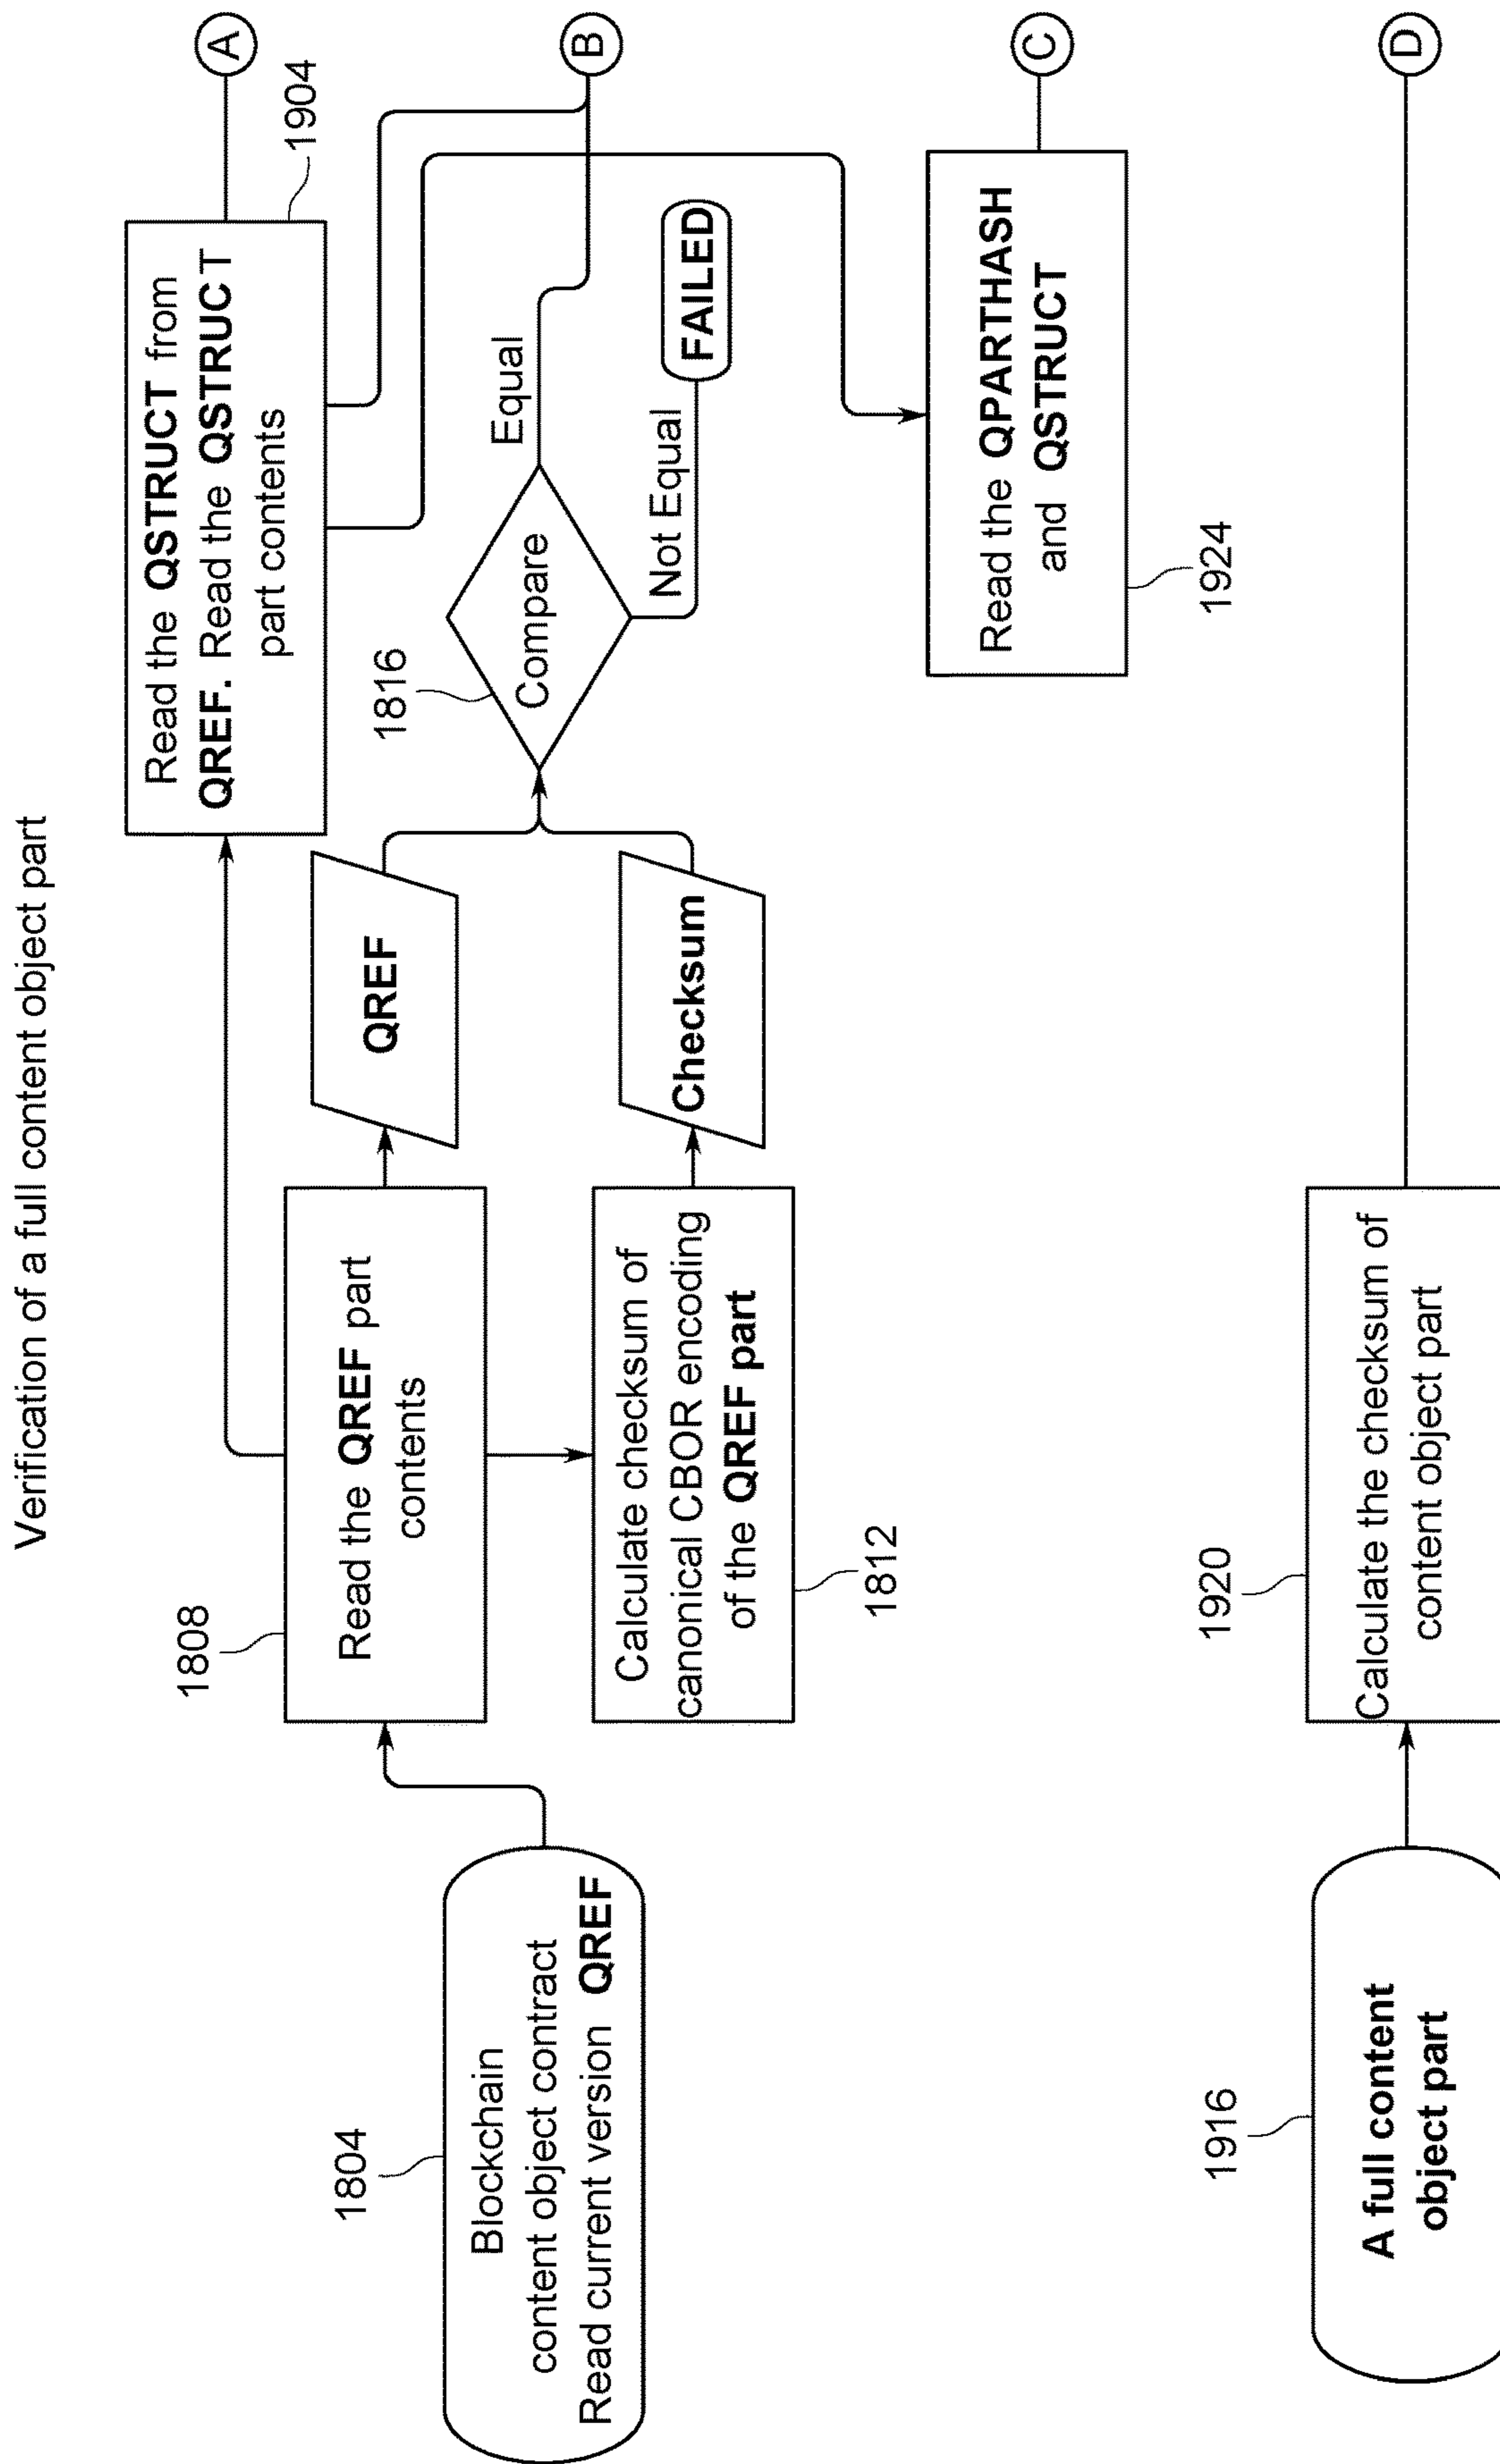 Verification of a full content object part
1804
Blockchain
content object contract
Read current version QREF
1808
Read the QREF part
contents
Calculate checksum of
canonical CBOR encoding
of the QREF part
1812
QREF
Checksum
Read the QSTRUCT from
QREF. Read the QSTRUCT
part contents
1904
1816
Compare
Equal
Not Equal
FAILED
Read the QPARTHASH
and QSTRUCT
1924
1916
A full content
object part
1920
Calculate the checksum of
content object part
A
B
C
D